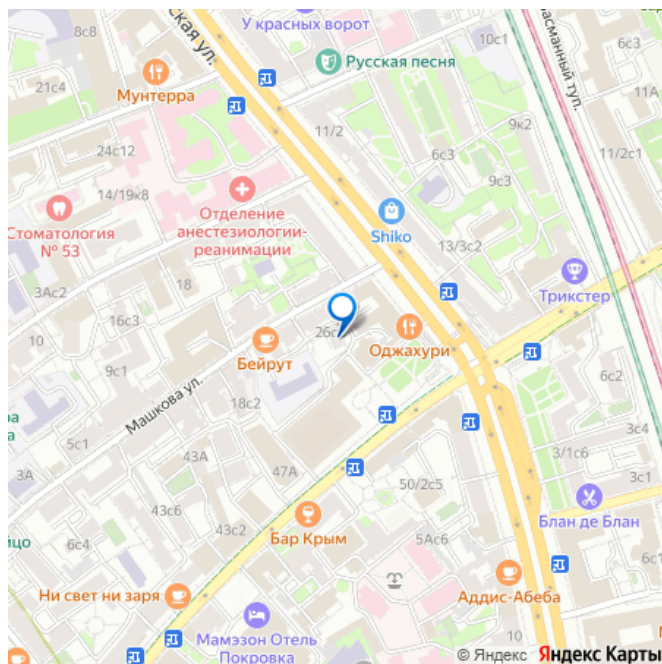 8с8
ская ул.
У красных ворот
10с1
асманный туп.
6с3
21с4
Мунтерра
Русская песня
11А
11/2
9к2
24с12
6с3
11/2с1
14/19к8
9с3
Стоматология
№ 53
Отделение
анестезиологии-
реанимации
Shiko
13/3с2
3Ас2
18
Трикстер
16с3
10
26с
Оджахури
9с1
Бейрут
6с2
Машкова ул.
18с2
ра
а
5с1
3с4
3А
43А
3/1с6
47А
50/2с5
3с1
43с6
Блан де Блан
43с2
Бар Крым
йцо
6с4
5Ас6
Ни свет ни заря
Аддис-Абеба
Мамэзон Отель
Покровка
10
М
© Яндекс Яндекс Карты